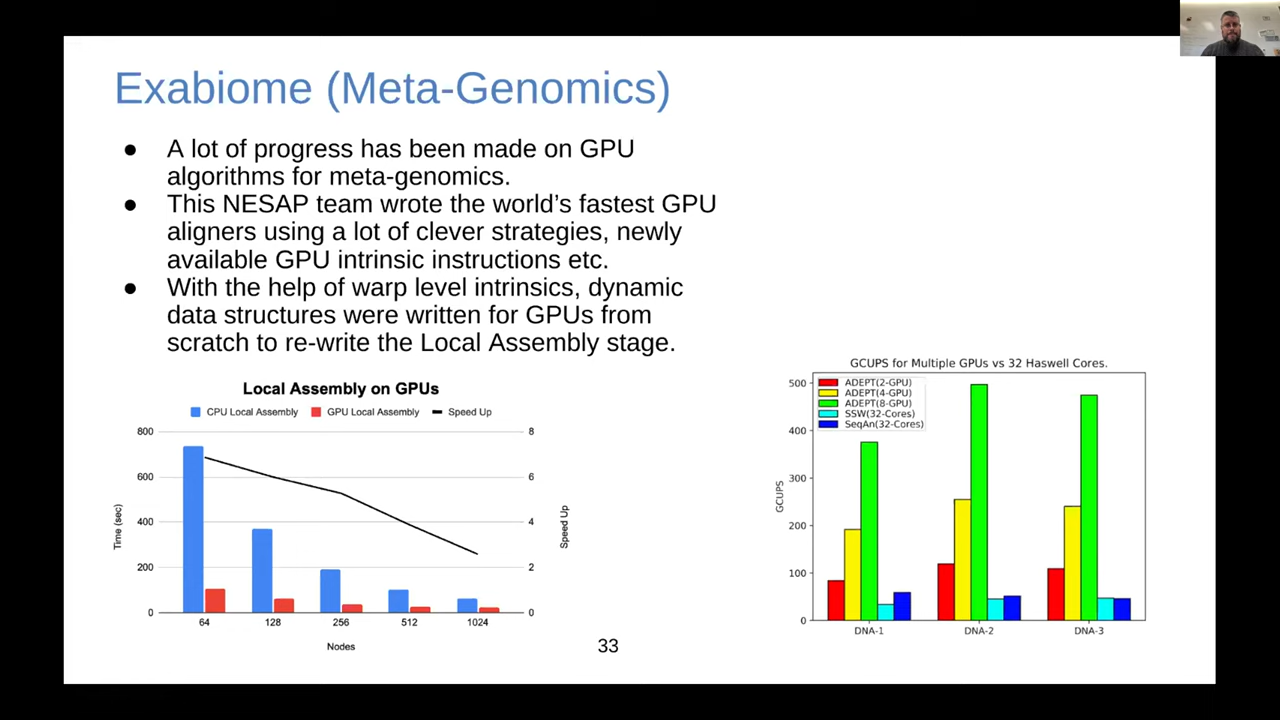 Exabiome (Meta-Genomics)
● A lot of progress has been made on GPU
algorithms for meta-genomics.
● This NESAP team wrote the world’s fastest GPU
aligners using a lot of clever strategies, newly
available GPU intrinsic instructions etc.
● With the help of warp level intrinsics, dynamic
data structures were written for GPUs from
scratch to re-write the Local Assembly stage.
Local Assembly on GPUs
CPU Local Assembly GPU Local Assembly Speed Up
800 8
600 6
400 4
200 2
0 0
Time (sec)
Speed Up
64 128 256 512 1024
Nodes
GCUPS for Multiple GPUs vs 32 Haswell Cores.
ADEPT(2-GPU)
ADEPT(4-GPU)
ADEPT(8-GPU)
SSW(32-Cores)
SeqAn(32-Cores)
500
400
300
200
100
0
GCUPS
DNA-1 DNA-2 DNA-3
33